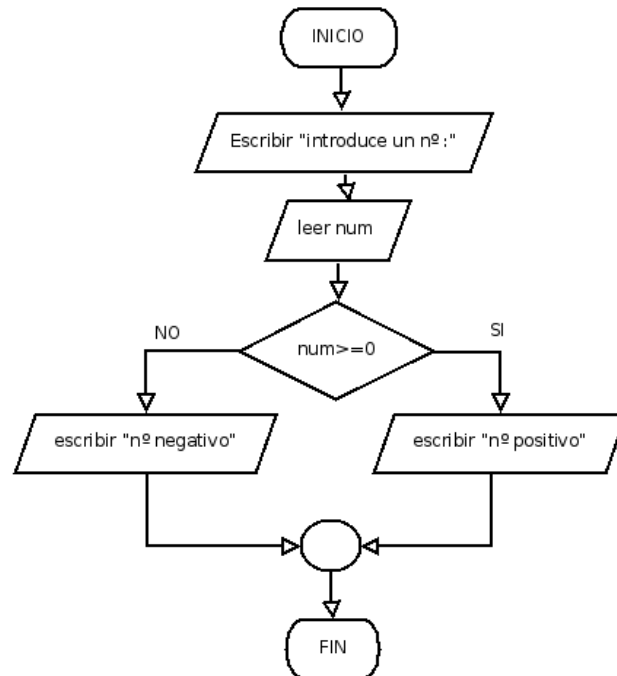 INICIO
Escribir "introduce un nº:"
leer num
NO
SI
num>=0
escribir "nº negativo"
escribir "nº positivo"
FIN